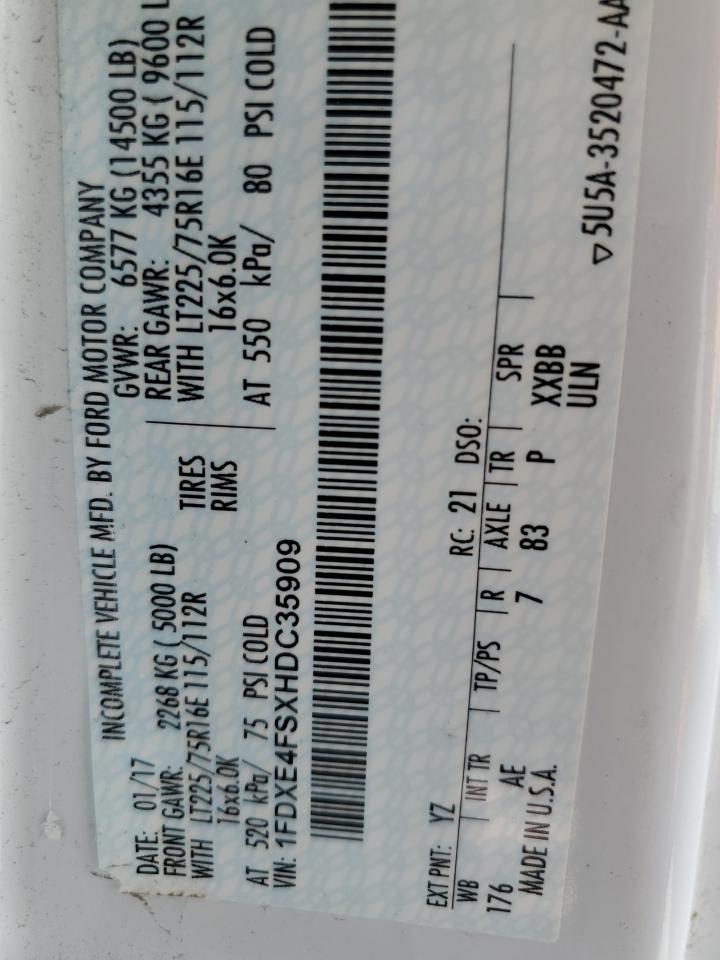 INCOMPLETE VEHICLE MFD. BY FORD MOTOR COMPANY
DATE: 01/17 GVWR: 6577 KG (14500 LB)
FRONT GAWR: 2268 KG ( 5000 LB) REAR GAWR: 4355 KG ( 9600 L
WITH LT225/75R16E 115/112R TIRES WITH LT225/75R16E 115/112R
16x6.0K RIMS 16x6.0K
AT 520 kPa/ 75 PSI COLD AT 550 kPa/ 80 PSI COLD
VIN: 1FDXE4FSXHDC35909
EXT PNT: YZ RC: 21 DSO:
WB INT TR TP/PS R AXLE TR SPR
176 AE 7 83 P XXBB
MADE IN U.S.A. ULN
▽5U5A-3520472-AA